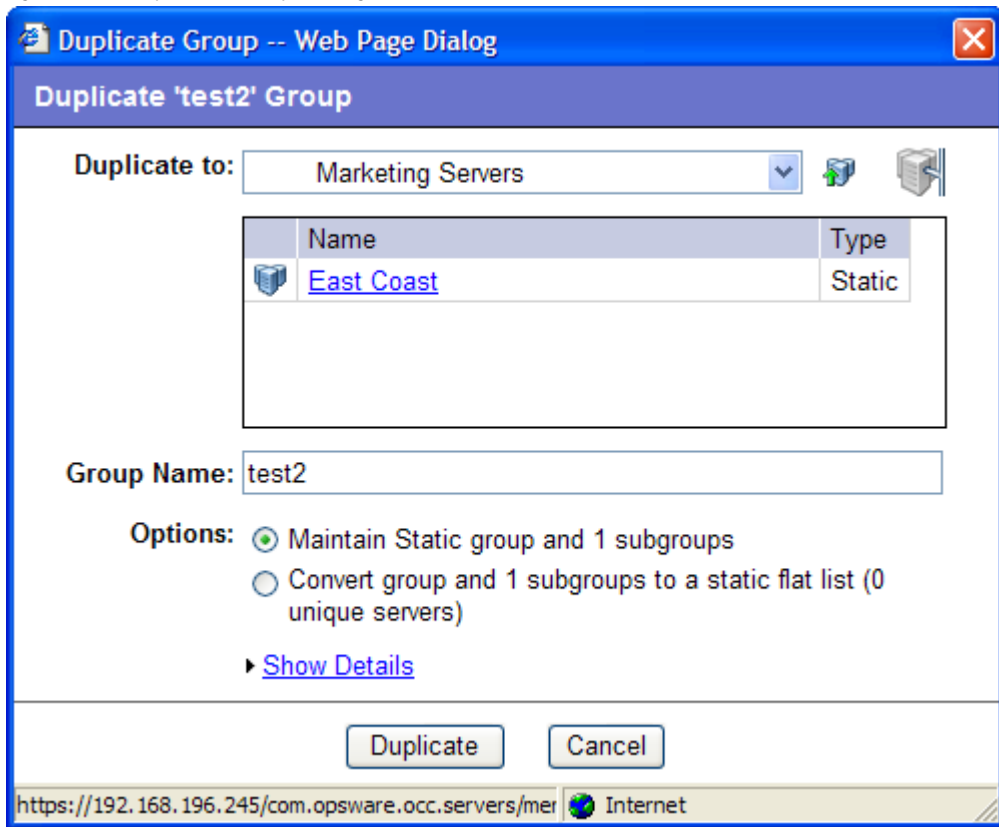 Duplicate Group -- Web Page Dialog
Duplicate 'test2' Group
Duplicate to: Marketing Servers
Name Type
East Coast Static
Group Name: test2
Options: Maintain Static group and 1 subgroups
Convert group and 1 subgroups to a static flat list (0
unique servers)
Show Details
Duplicate Cancel
https://192.168.196.245/com.opsware.occ.servers/mer Internet